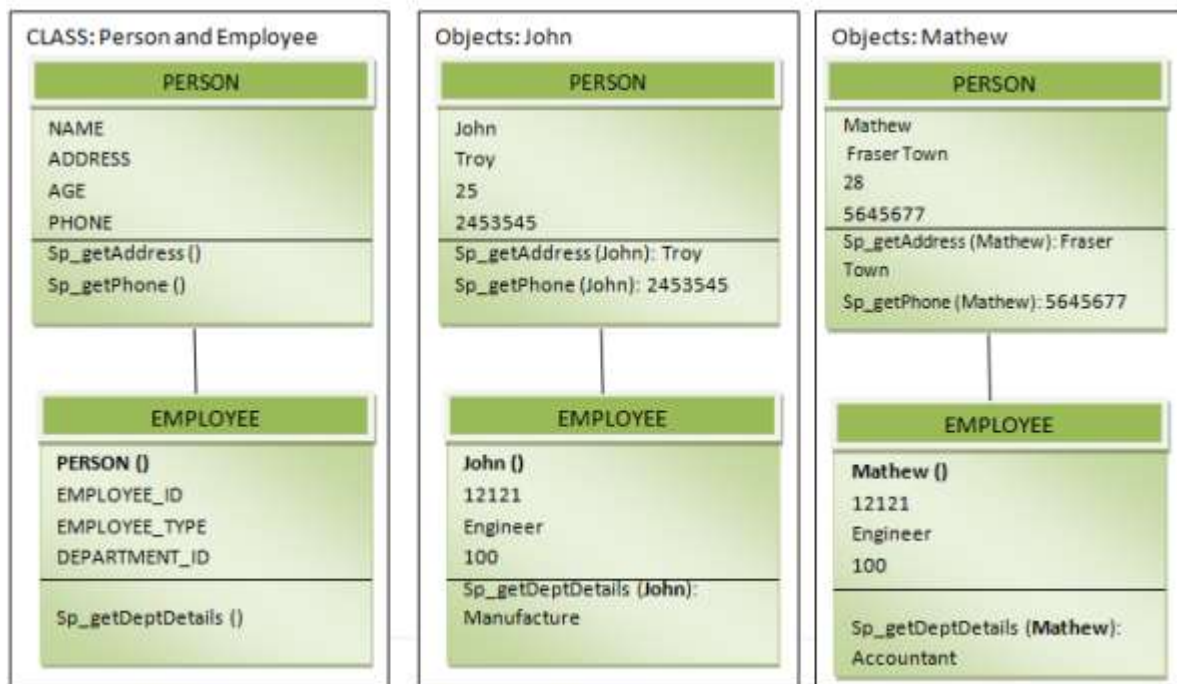 CLASS: Person and Employee
PERSON
NAME
ADDRESS
AGE
PHONE
Sp_getAddress ()
Sp_getPhone ()
EMPLOYEE
PERSON ()
EMPLOYEE_ID
EMPLOYEE_TYPE
DEPARTMENT_ID
Sp_getDeptDetails ()
Objects: John
PERSON
John
Troy
25
2453545
Sp_getAddress (John): Troy
Sp_getPhone (John): 2453545
EMPLOYEE
John ()
12121
Engineer
100
Sp_getDeptDetails (John):
Manufacture
Objects: Mathew
PERSON
Mathew
Fraser Town
28
5645677
Sp_getAddress (Mathew): Fraser
Town
Sp_getPhone (Mathew): 5645677
EMPLOYEE
Mathew ()
12121
Engineer
100
Sp_getDeptDetails (Mathew):
Accountant